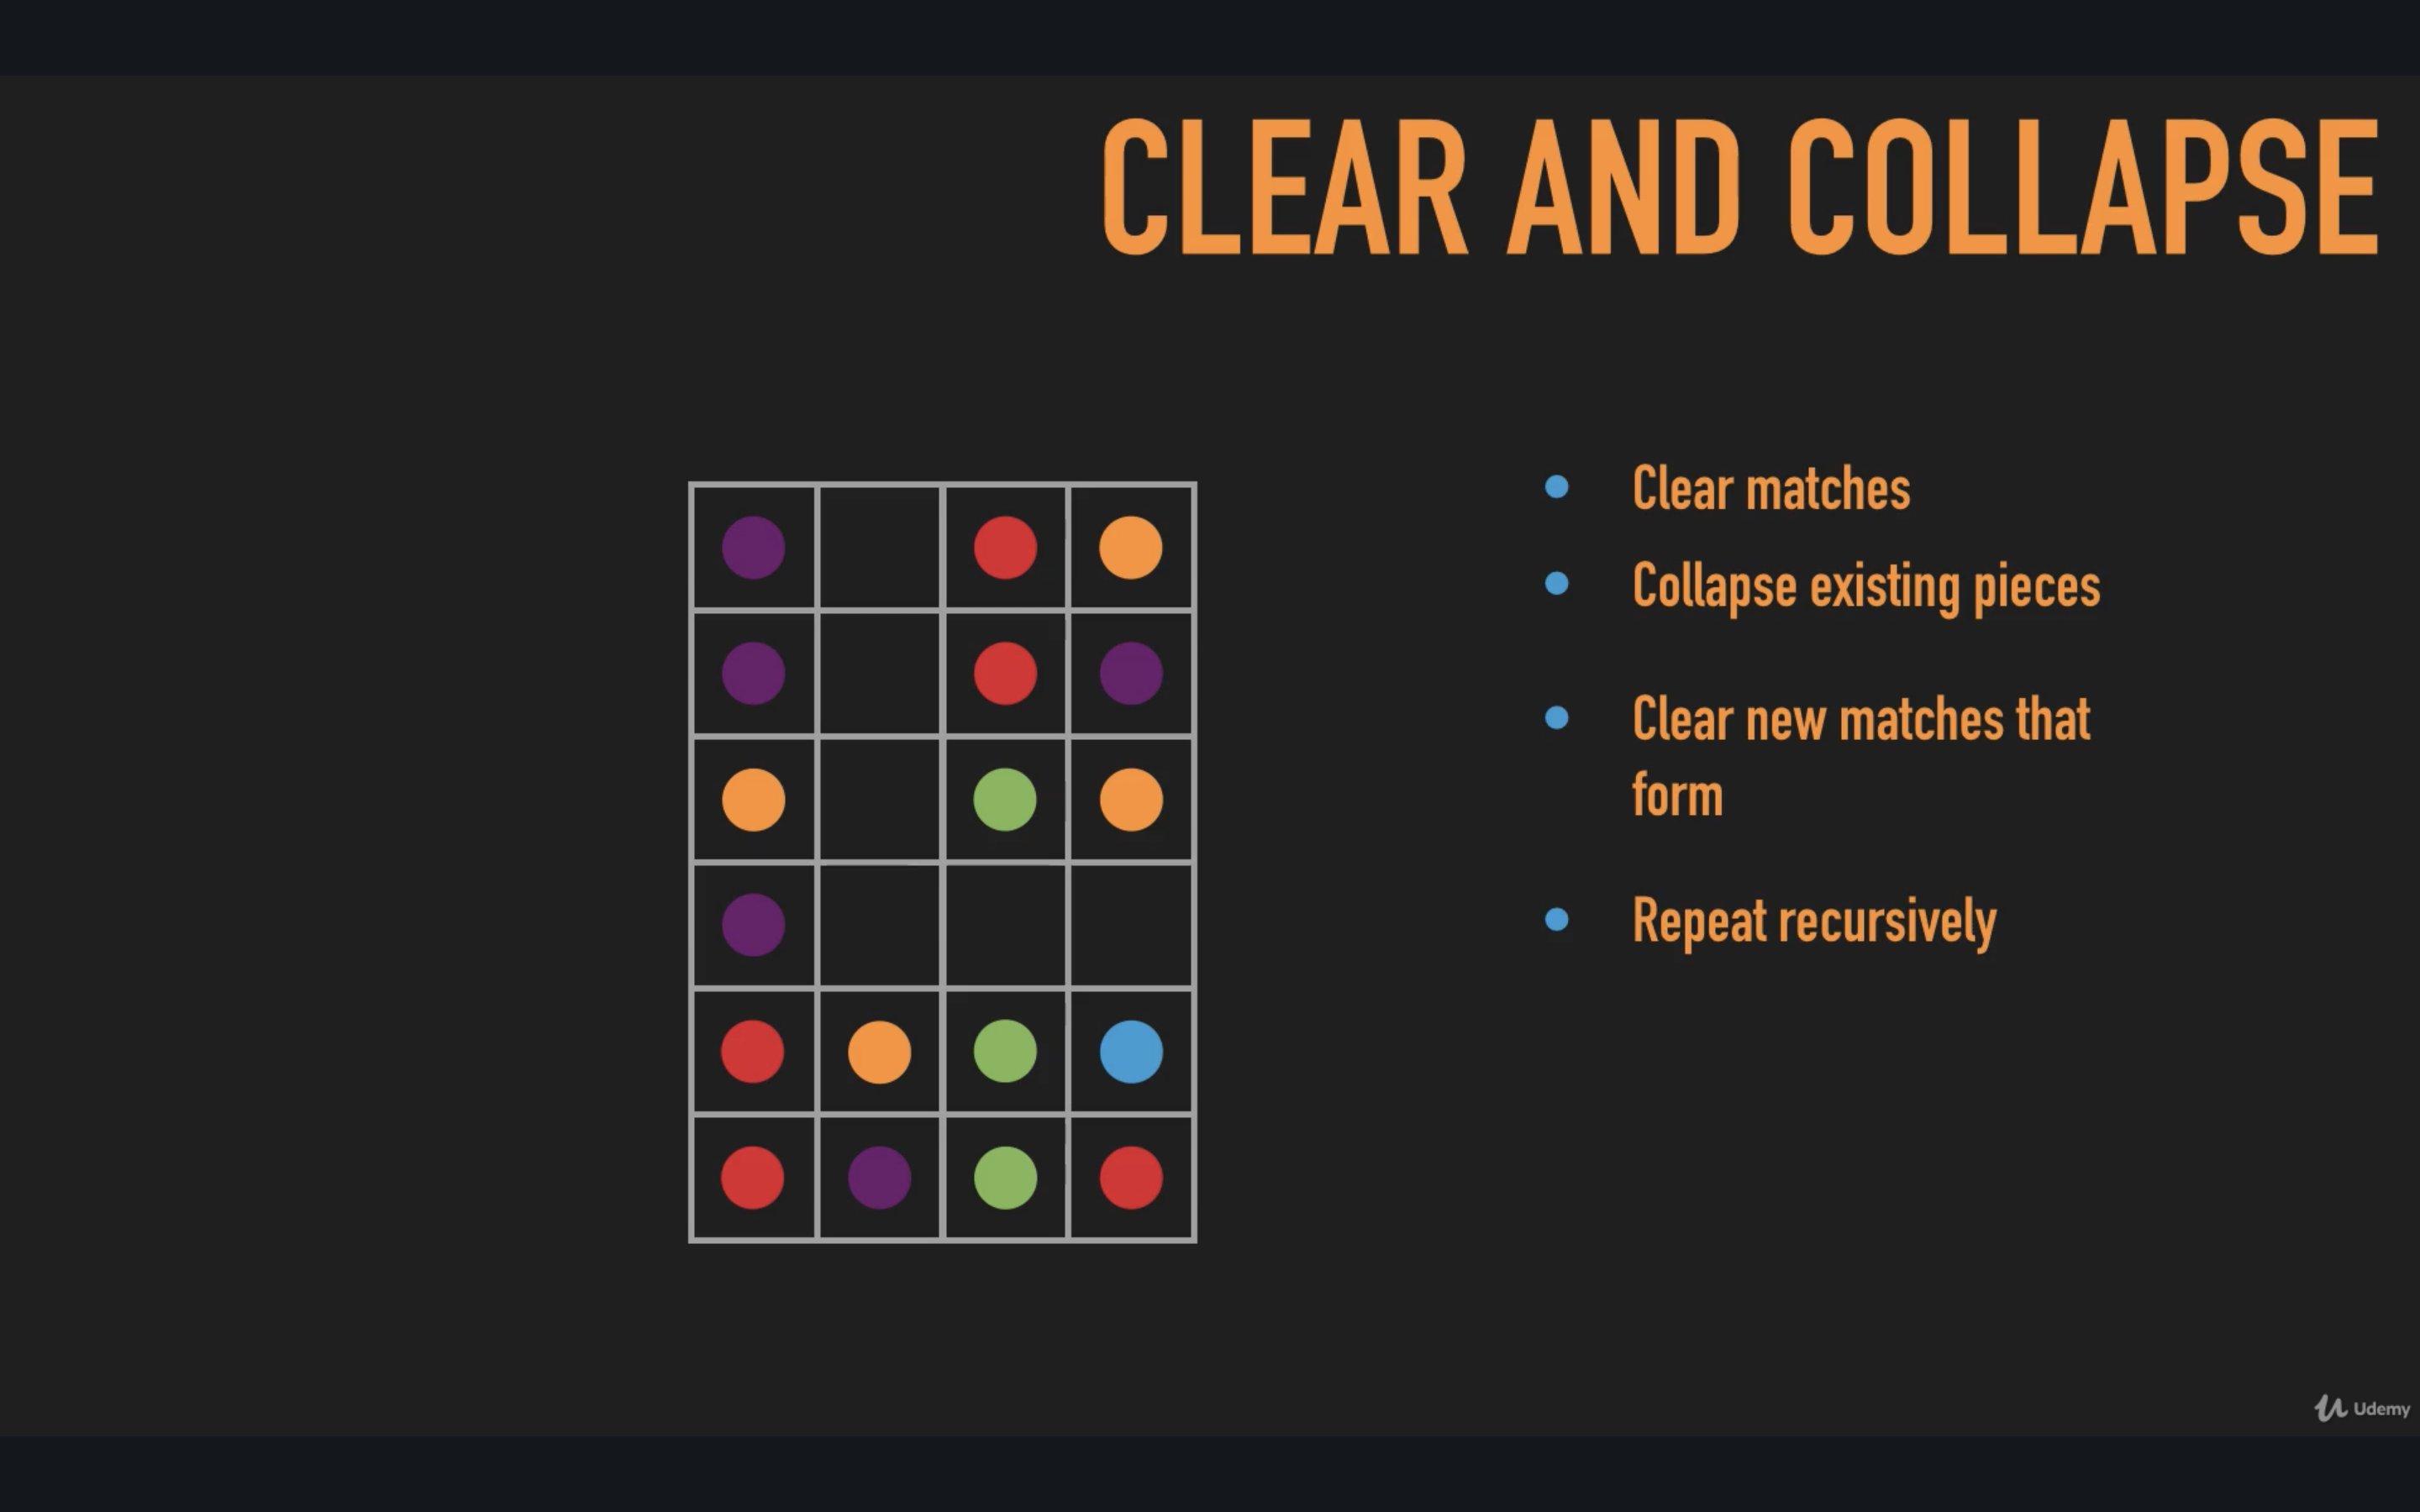 CLEAR AND COLLAPSE
Clear matches
Collapse existing pieces
Clear new matches that
form
Repeat recursively
Udemy